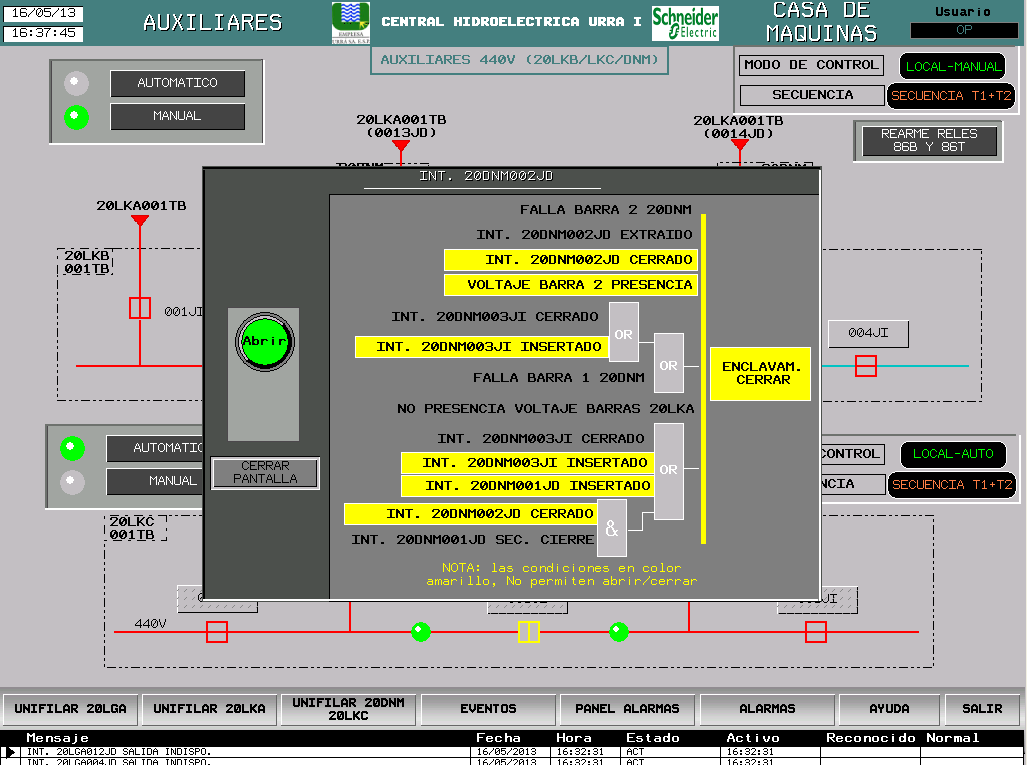 16/05/13
16:37:45
AUXILIARES
EMPRESA
URRA S.A. E.S.P
CENTRAL HIDROELECTRICA URRA I
Schneider
Electric
CASA DE
MAQUINAS
Usuario
OP
AUXILIARES 440V (20LKB/LKC/DNM)
AUTOMATICO
MANUAL
MODO DE CONTROL
LOCAL-MANUAL
SECUENCIA
SECUENCIA T1+T2
20LKA001TB
(0013JD)
20LKA001TB
(0014JD)
REARME RELES
86B Y 86T
20LKA001TB
20LKB
001TB
001JI
004JI
INT. 20DNM002JD
FALLA BARRA 2 20DNM
INT. 20DNM002JD EXTRAIDO
INT. 20DNM002JD CERRADO
VOLTAJE BARRA 2 PRESENCIA
INT. 20DNM003JI CERRADO
OR
INT. 20DNM003JI INSERTADO
OR
FALLA BARRA 1 20DNM
NO PRESENCIA VOLTAJE BARRAS 20LKA
INT. 20DNM003JI CERRADO
INT. 20DNM003JI INSERTADO
OR
INT. 20DNM001JD INSERTADO
INT. 20DNM002JD CERRADO
&
INT. 20DNM001JD SEC. CIERRE
ENCLAVAM.
CERRAR
NOTA: las condiciones en color
amarillo, No permiten abrir/cerrar
Abrir
CERRAR
PANTALLA
AUTOMATIC
MANUAL
CONTROL
LOCAL-AUTO
NCIA
SECUENCIA T1+T2
20LKC
001TB
440V
UNIFILAR 20LGA
UNIFILAR 20LKA
UNIFILAR 20DNM
20LKC
EVENTOS
PANEL ALARMAS
ALARMAS
AYUDA
SALIR
Mensaje Fecha Hora Estado Activo Reconocido Normal
INT. 20LGA012JD SALIDA INDISPO. 16/05/2013 16:32:31 ACT 16:32:31
INT. 20LGA004JD SALIDA INDISPO. 16/05/2013 16:32:31 ACT 16:32:31